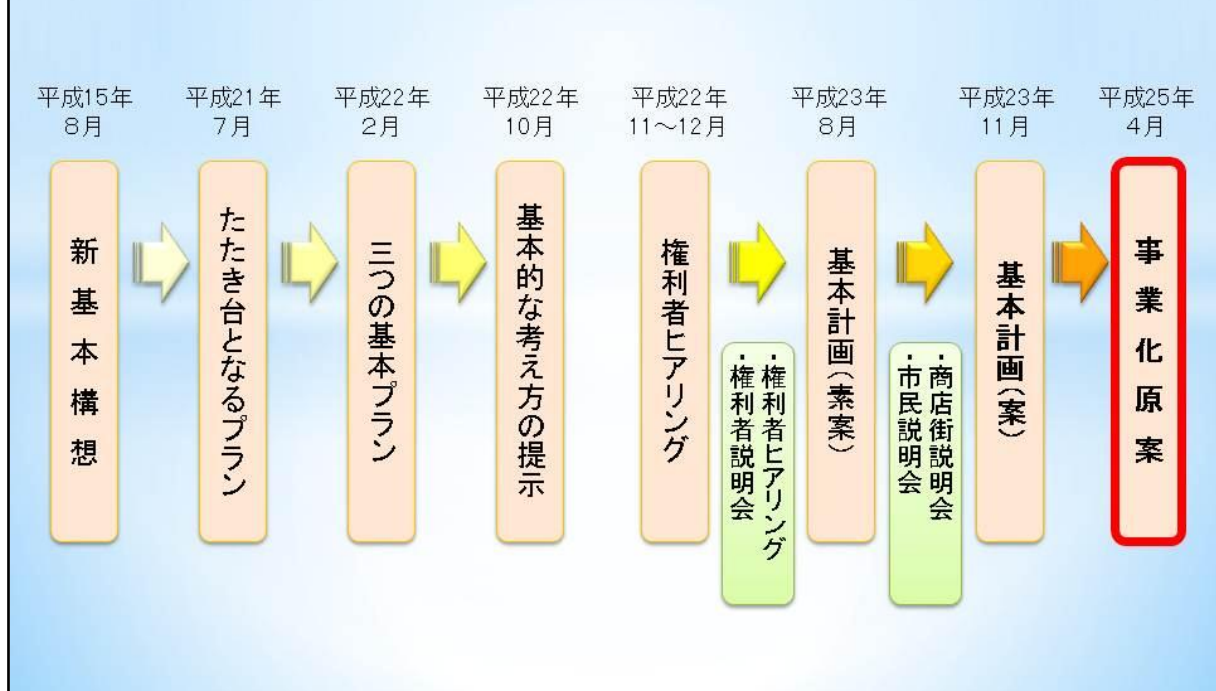 平成15年
8月
新基本構想
平成21年
7月
たたき台となるプラン
平成22年
2月
三つの基本プラン
平成22年
10月
基本的な考え方の提示
平成22年
11～12月
権利者ヒアリング
・権利者ヒアリング
・権利者説明会
平成23年
8月
基本計画(素案)
・商店街説明会
・市民説明会
平成23年
11月
基本計画(案)
平成25年
4月
事業化原案